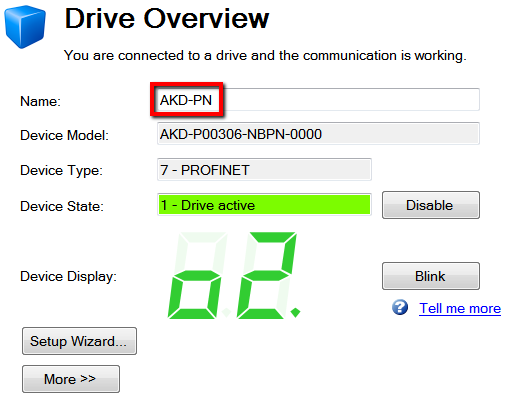 Drive Overview
You are connected to a drive and the communication is working.
Name: AKD-PN
Device Model: AKD-P00306-NBPN-0000
Device Type: 7 - PROFINET
Device State: 1 - Drive active Disable
Device Display: o2. Blink
? Tell me more
Setup Wizard...
More >>